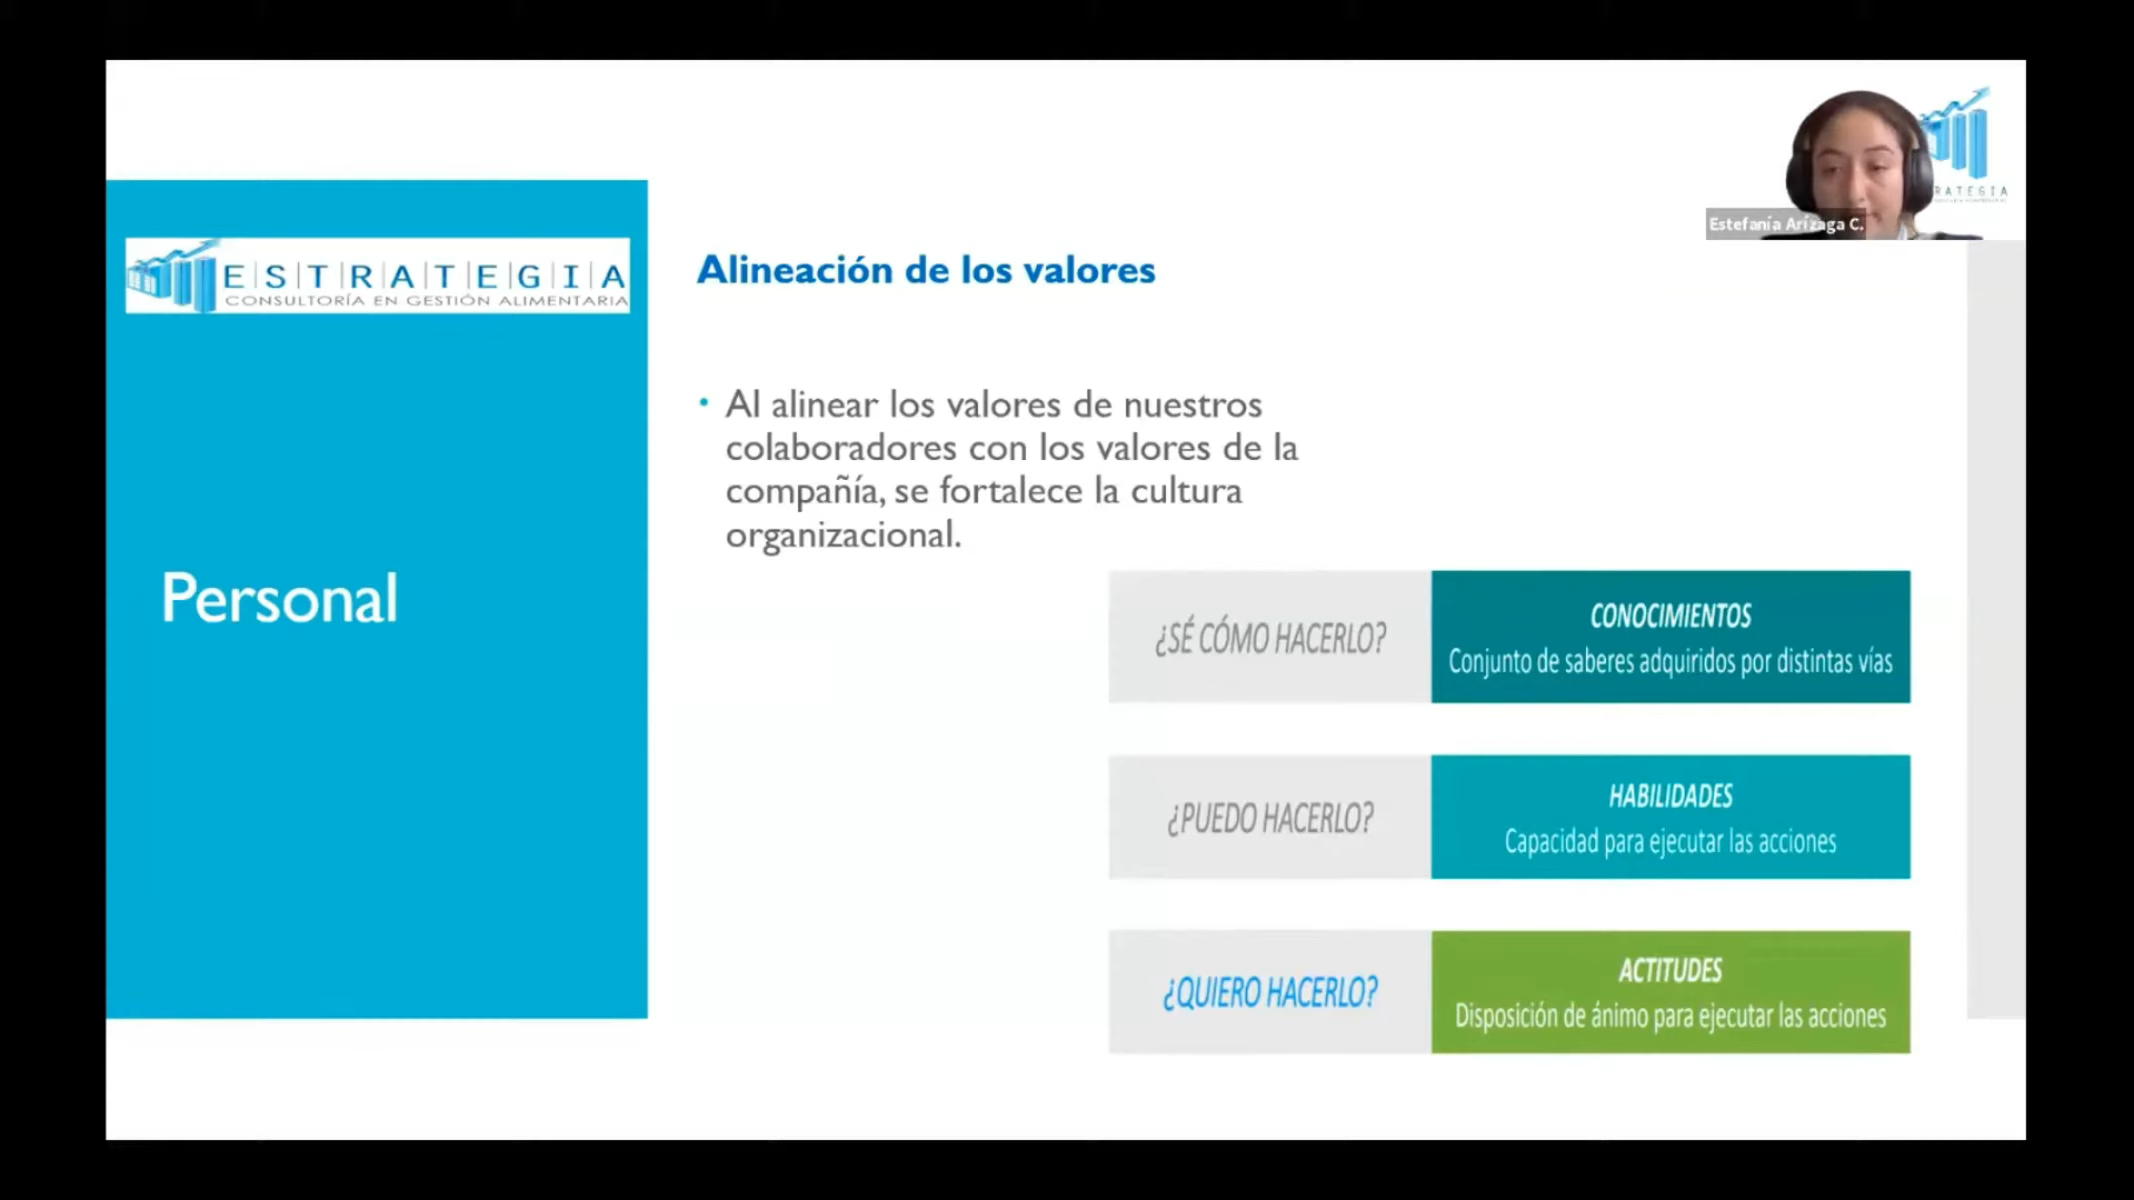 ESTRATEGIA
CONSULTORÍA EN GESTIÓN ALIMENTARIA
Personal
Alineación de los valores
• Al alinear los valores de nuestros
colaboradores con los valores de la
compañía, se fortalece la cultura
organizacional.
¿SÉ CÓMO HACERLO?
CONOCIMIENTOS
Conjunto de saberes adquiridos por distintas vías
¿PUEDO HACERLO?
HABILIDADES
Capacidad para ejecutar las acciones
¿QUIERO HACERLO?
ACTITUDES
Disposición de ánimo para ejecutar las acciones
Estefanía Arízaga C.
RATEGIA